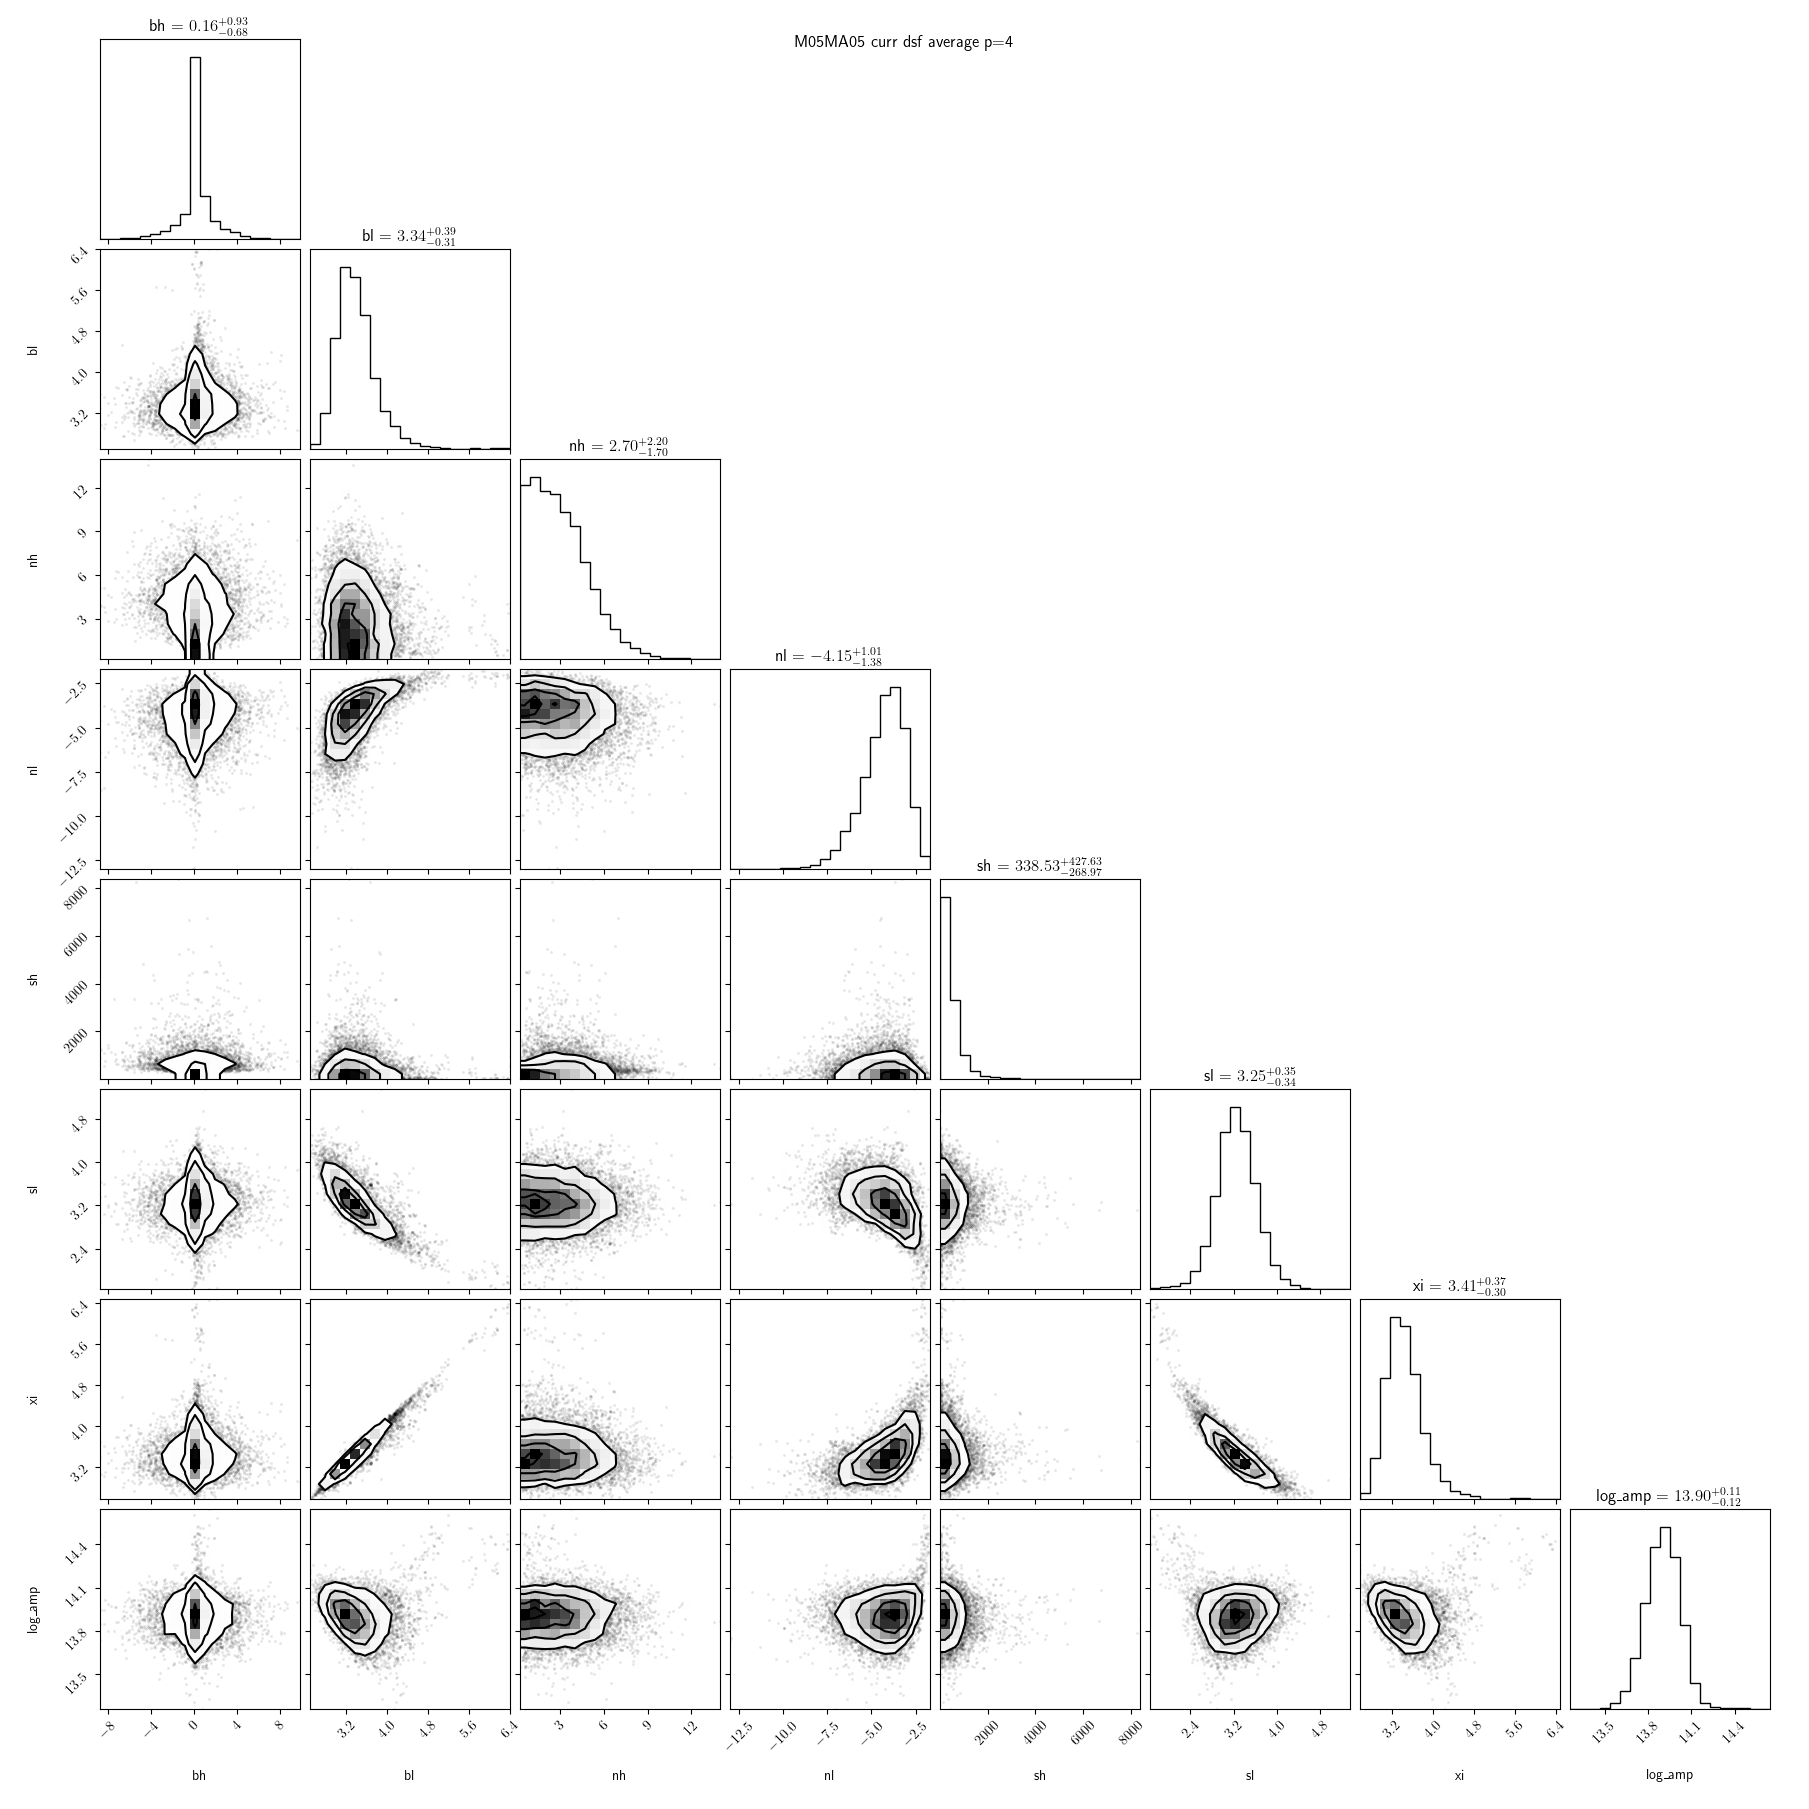 bh = 0.16+0.93 −0.68
M05MA05 curr dsf average p=4
bl = 3.34+0.39 −0.31
6.4
5.6
4.8
4.0
3.2
bl
nh = 2.70+2.20 −1.70
12
9
6
3
nh
nl = −4.15+1.01 −1.38
−2.5
−5.0
−7.5
−10.0
−12.5
nl
sh = 338.53+427.63 −268.97
8000
6000
4000
2000
sh
sl = 3.25+0.35 −0.34
4.8
4.0
3.2
2.4
sl
xi = 3.41+0.37 −0.30
6.4
5.6
4.8
4.0
3.2
xi
log_amp = 13.90+0.11 −0.12
14.4
14.1
13.8
13.5
log_amp
−8 −4 0 4 8 3.2 4.0 4.8 5.6 6.4 3 6 9 12 −12.5 −10.0 −7.5 −5.0 −2.5 2000 4000 6000 8000 2.4 3.2 4.0 4.8 3.2 4.0 4.8 5.6 6.4 13.5 13.8 14.1 14.4
bh bl nh nl sh sl xi log_amp